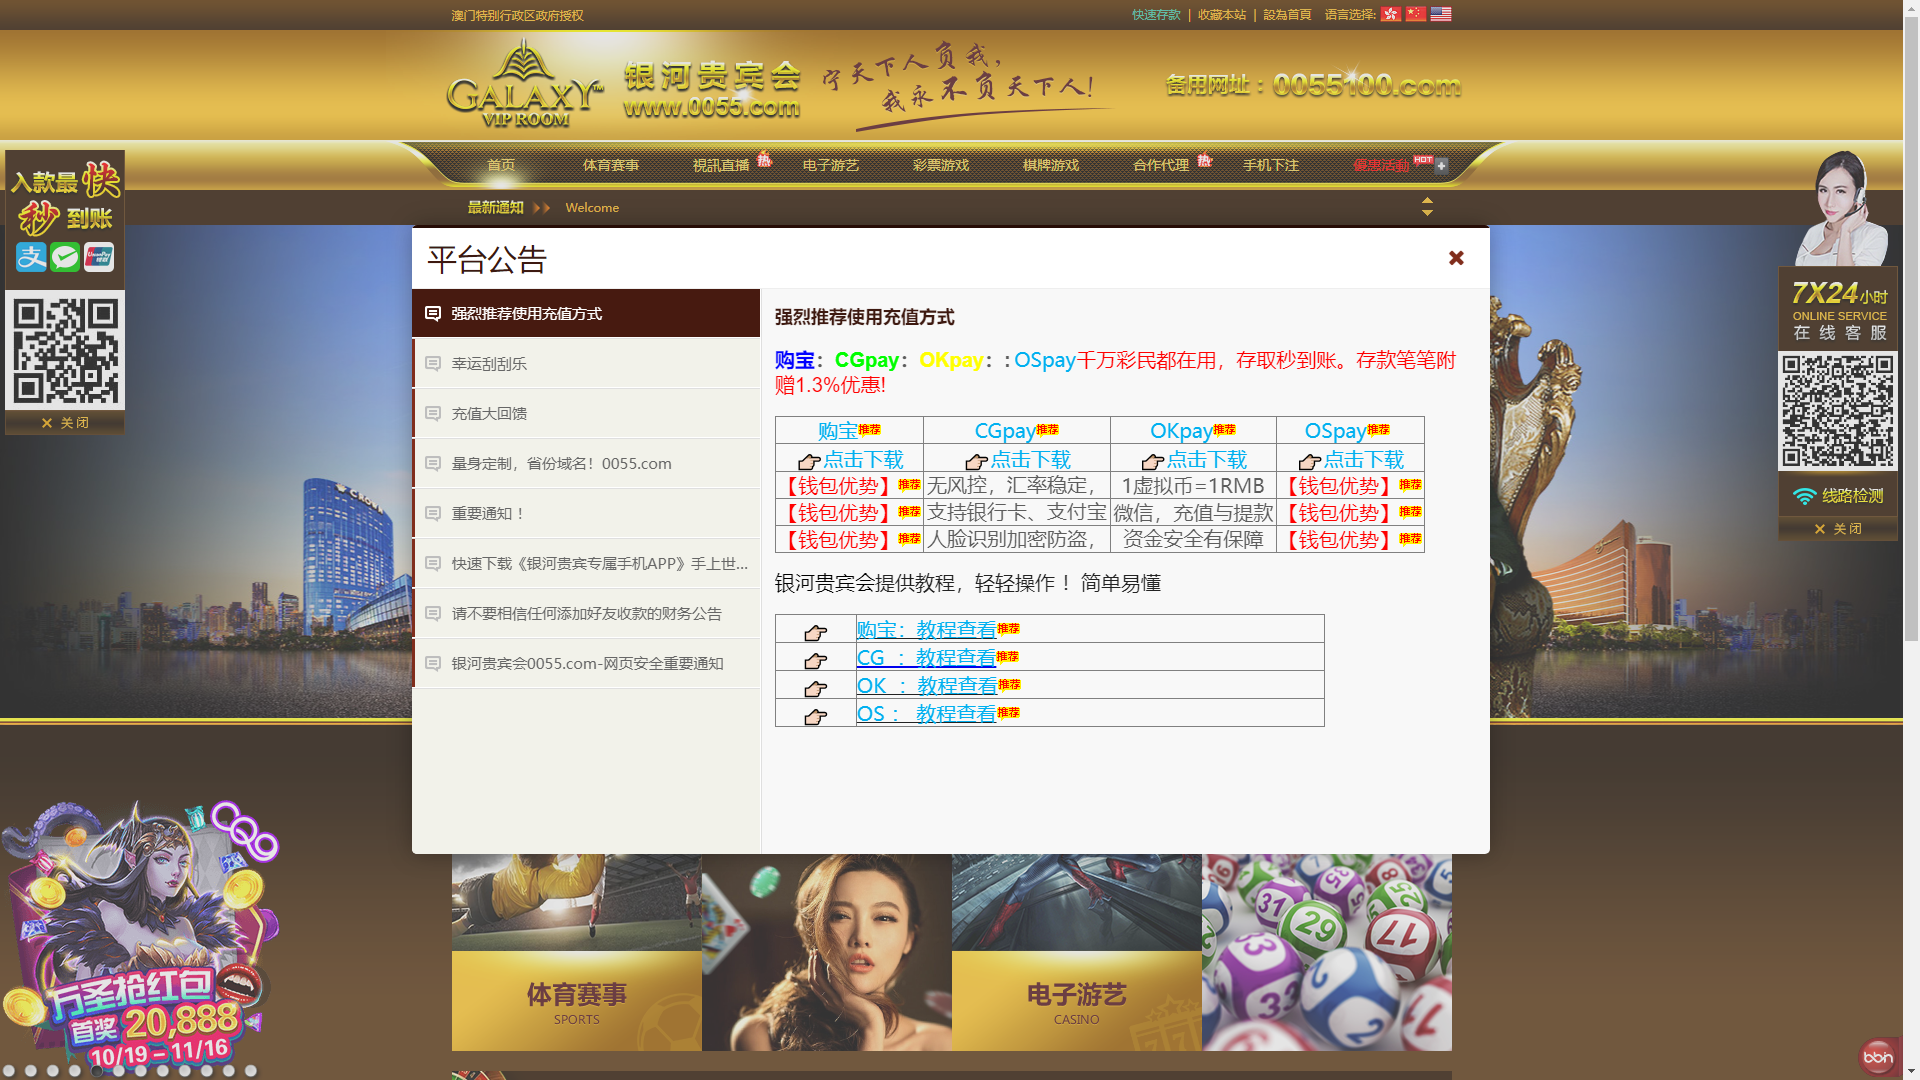 澳门特别行政区政府授权
快速存款 | 收藏本站 | 設為首頁 语言选择:
GALAXY™
VIP ROOM
银河贵宾会
www.0055.com
宁天下人负我,
我永不负天下人!
备用网址：0055100.com
首页 体育赛事 視訊直播 热 电子游艺 彩票游戏 棋牌游戏 合作代理 热 手机下注 優惠活動 HOT
最新通知 Welcome
入款最快
秒到账
支
UnionPay
银联
✕ 关闭
7X24小时
ONLINE SERVICE
在线客服
线路检测
✕ 关闭
平台公告
强烈推荐使用充值方式
幸运刮刮乐
充值大回馈
量身定制，省份域名！0055.com
重要通知 !
快速下载《银河贵宾专属手机APP》手上世...
请不要相信任何添加好友收款的财务公告
银河贵宾会0055.com-网页安全重要通知
强烈推荐使用充值方式
购宝：CGpay：OKpay：: OSpay千万彩民都在用，存取秒到账。存款笔笔附
赠1.3%优惠!
购宝推荐 CGpay推荐 OKpay推荐 OSpay推荐
点击下载 点击下载 点击下载 点击下载
【钱包优势】推荐 无风控，汇率稳定， 1虚拟币=1RMB 【钱包优势】推荐
【钱包优势】推荐 支持银行卡、支付宝 微信，充值与提款 【钱包优势】推荐
【钱包优势】推荐 人脸识别加密防盗， 资金安全有保障 【钱包优势】推荐
银河贵宾会提供教程，轻轻操作 ! 简单易懂
购宝：教程查看推荐
CG ：教程查看推荐
OK ：教程查看推荐
OS： 教程查看推荐
CROWN
CQ9
万圣抢红包
首奖20,888
10/19－11/16
体育赛事
SPORTS
电子游艺
CASINO
31
35
29
17
33
2
bbn